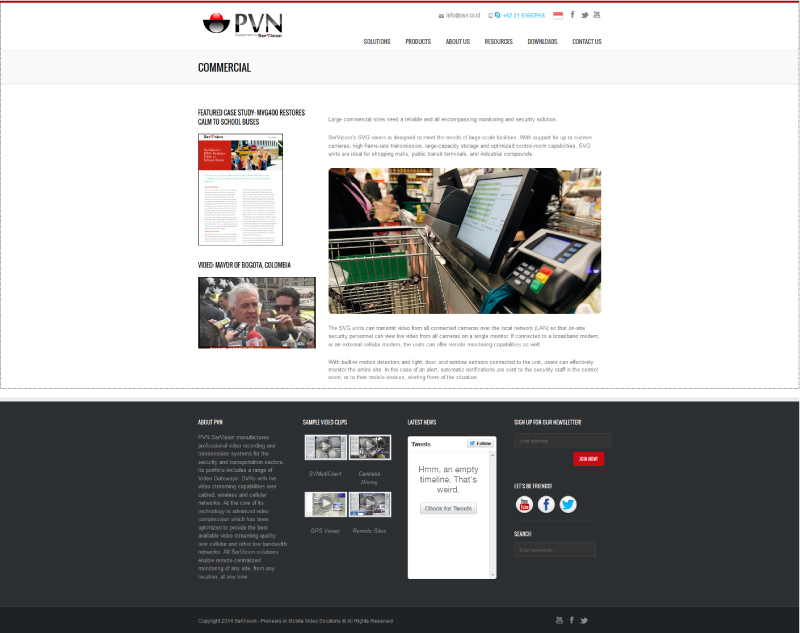 PVN
SerVision
info@pvn.co.id
+62 21 63863958
SOLUTIONS PRODUCTS ABOUT US RESOURCES DOWNLOADS CONTACT US
COMMERCIAL
FEATURED CASE STUDY: MVG400 RESTORES
CALM TO SCHOOL BUSES
SerVision
VIDEO: MAYOR OF BOGOTA, COLOMBIA
Large commercial sites need a reliable and all encompassing monitoring and security solution.
SerVision's SVG series is designed to meet the needs of large-scale facilities. With support for up to sixteen
cameras, high frame-rate transmission, large-capacity storage and optimized control-room capabilities, SVG
units are ideal for shopping malls, public transit terminals, and industrial compounds.
The SVG units can transmit video from all connected cameras over the local network (LAN) so that on-site
security personnel can view live video from all cameras on a single monitor. If connected to a broadband modem
or an external cellular modem, the units can offer remote monitoring capabilities as well.
With built-in motion detectors and light, door, and window sensors connected to the unit, users can effectively
monitor the entire site. In the case of an alert, automatic notifications are sent to the security staff in the control
room, or to their mobile devices, alerting them of the situation.
ABOUT PVN
PVN SerVision manufactures
professional video recording and
transmission systems for the
security and transportation sectors.
Its portfolio includes a range of
Video Gateways: DVRs with live
video streaming capabilities over
cabled, wireless and cellular
networks. At the core of its
technology is advanced video
compression which has been
optimized to provide the best
available video streaming quality
over cellular and other low bandwidth
networks. All SerVision solutions
enable remote centralized
monitoring of any site, from any
location, at any time.
SAMPLE VIDEO CLIPS
SVMultiClient Careless
Driving
GPS Viewer Remote Sites
LATEST NEWS
Tweets Follow
Hmm, an empty
timeline. That's
weird.
Check for Tweets
SIGN UP FOR OUR NEWSLETTER!
Email address
JOIN NOW!
LET'S BE FRIENDS!
SEARCH
Enter keywords...
Copyright 2014 SerVision - Pioneers in Mobile Video Solutions © All Rights Reserved